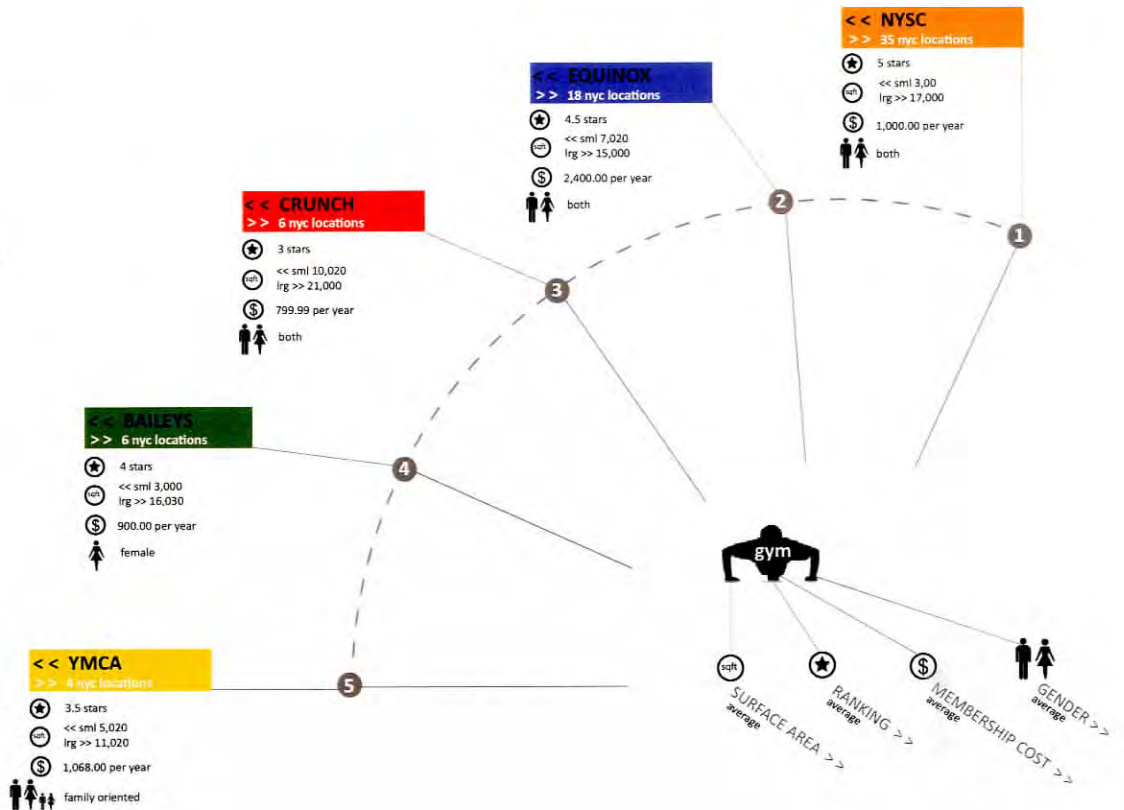 << NYSC
>> 35 nyc locations
5 stars
sqft
<< sml 3,00
lrg >> 17,000
$
1,000.00 per year
both
<< EQUINOX
>> 18 nyc locations
4.5 stars
sqft
<< sml 7,020
lrg >> 15,000
$
2,400.00 per year
both
<< CRUNCH
>> 6 nyc locations
3 stars
sqft
<< sml 10,020
lrg >> 21,000
$
799.99 per year
both
<< BAILEYS
>> 6 nyc locations
4 stars
sqft
<< sml 3,000
lrg >> 16,030
$
900.00 per year
female
<< YMCA
>> 4 nyc locations
3.5 stars
sqft
<< sml 5,020
lrg >> 11,020
$
1,068.00 per year
family oriented
1
2
3
4
5
gym
sqft
SURFACE AREA >>
average
RANKING >>
average
$
MEMBERSHIP COST >>
average
GENDER >>
average